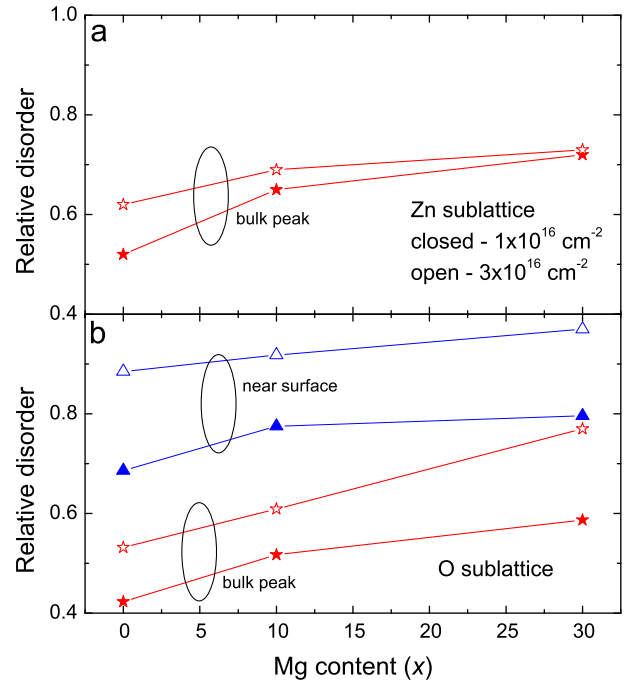 a
1.0
0.8
0.6
0.4
Relative disorder
bulk peak
Zn sublattice
closed - 1x10¹⁶ cm⁻²
open - 3x10¹⁶ cm⁻²
b
0.8
0.6
0.4
Relative disorder
near surface
bulk peak
O sublattice
0 5 10 15 20 25 30
Mg content (x)